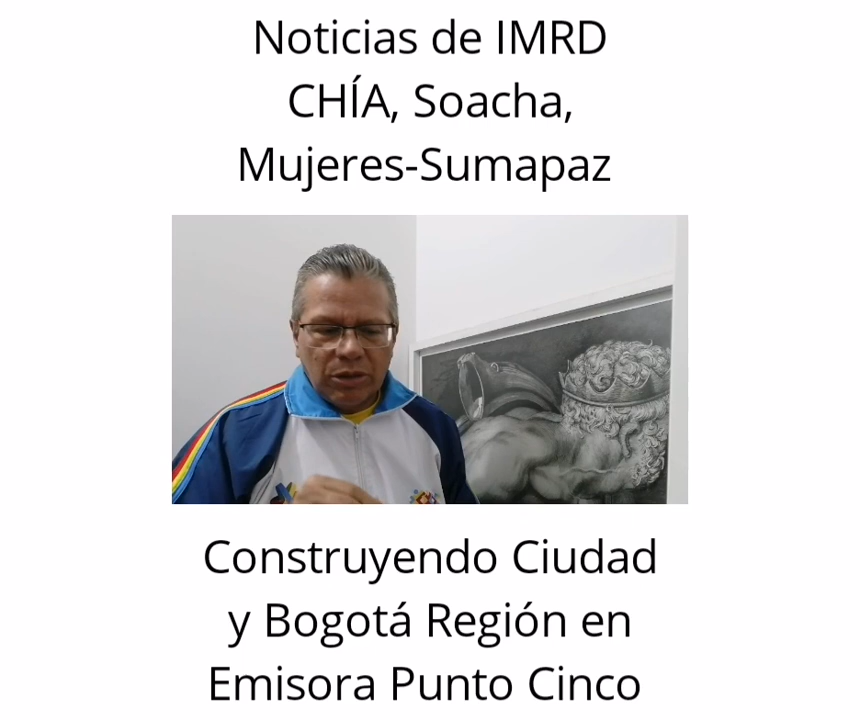 Noticias de IMRD
CHÍA, Soacha,
Mujeres-Sumapaz
Construyendo Ciudad
y Bogotá Región en
Emisora Punto Cinco